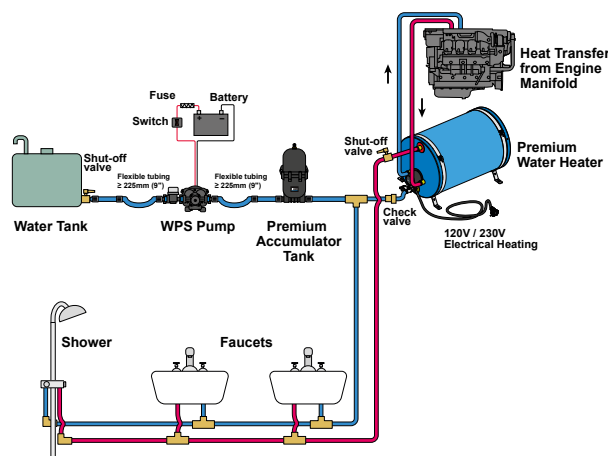 Heat Transfer
from Engine
Manifold
Fuse
Battery
Switch
Shut-off
valve
Premium
Water Heater
Shut-off
valve
Flexible tubing
≥ 225mm (9")
Flexible tubing
≥ 225mm (9")
Water Tank
WPS Pump
Premium
Accumulator
Tank
Check
valve
120V / 230V
Electrical Heating
Shower
Faucets